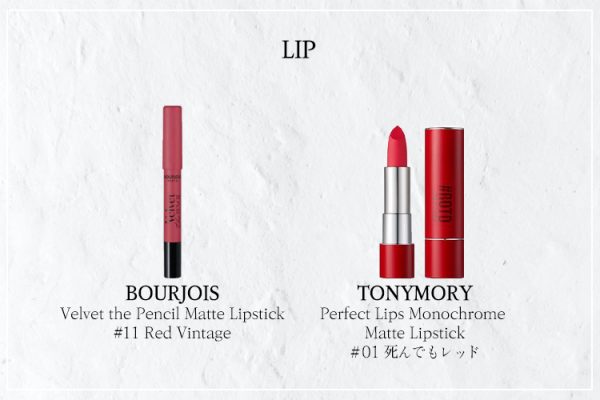 LIP
BOURJOIS
BOURJOIS
Velvet the Pencil Matte Lipstick
#11 Red Vintage
TONYMORY
Perfect Lips Monochrome
Matte Lipstick
#01 死んでもレッド